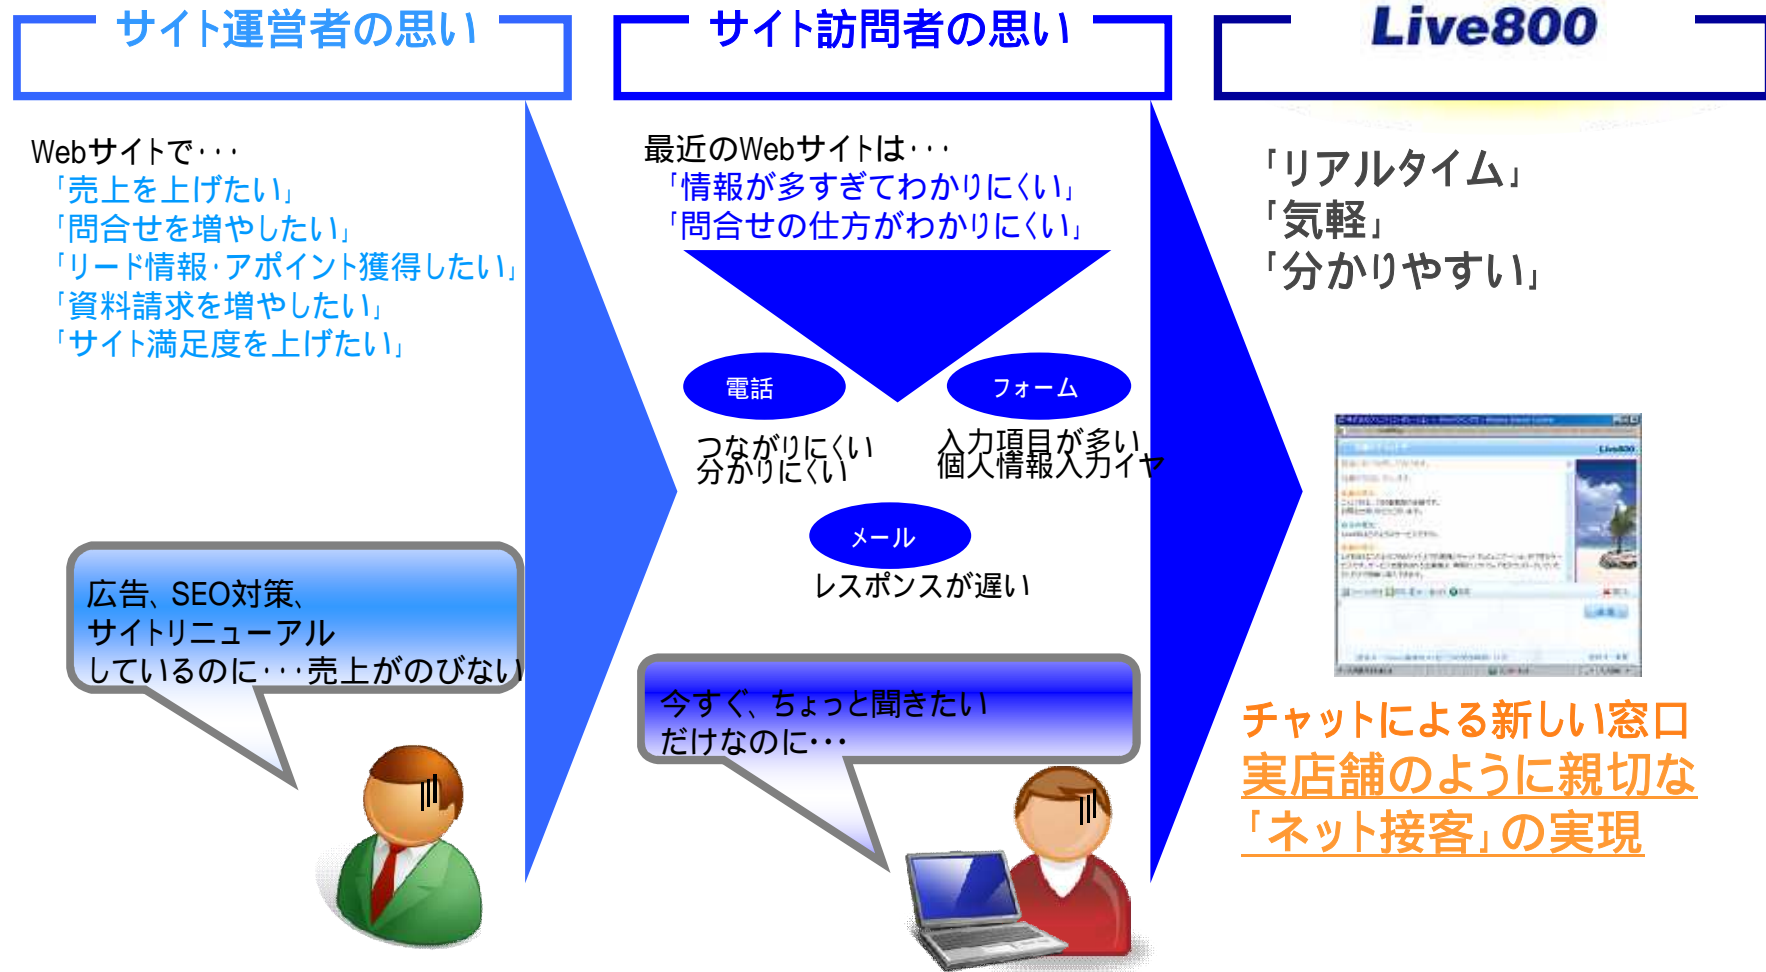 サイト運営者の思い
Webサイトで・・・
「売上を上げたい」
「問合せを増やしたい」
「リード情報・アポイント獲得したい」
「資料請求を増やしたい」
「サイト満足度を上げたい」
広告、SEO対策、
サイトリニューアル
しているのに・・・売上がのびない
サイト訪問者の思い
最近のWebサイトは・・・
「情報が多すぎてわかりにくい」
「問合せの仕方がわかりにくい」
電話
つながりにくい
分かりにくい
フォーム
入力項目が多い
個人情報入力イヤ
メール
レスポンスが遅い
今すぐ、ちょっと聞きたい
だけなのに・・・
Live800
「リアルタイム」
「気軽」
「分かりやすい」
Live800
チャットによる新しい窓口
実店舗のように親切な
「ネット接客」の実現